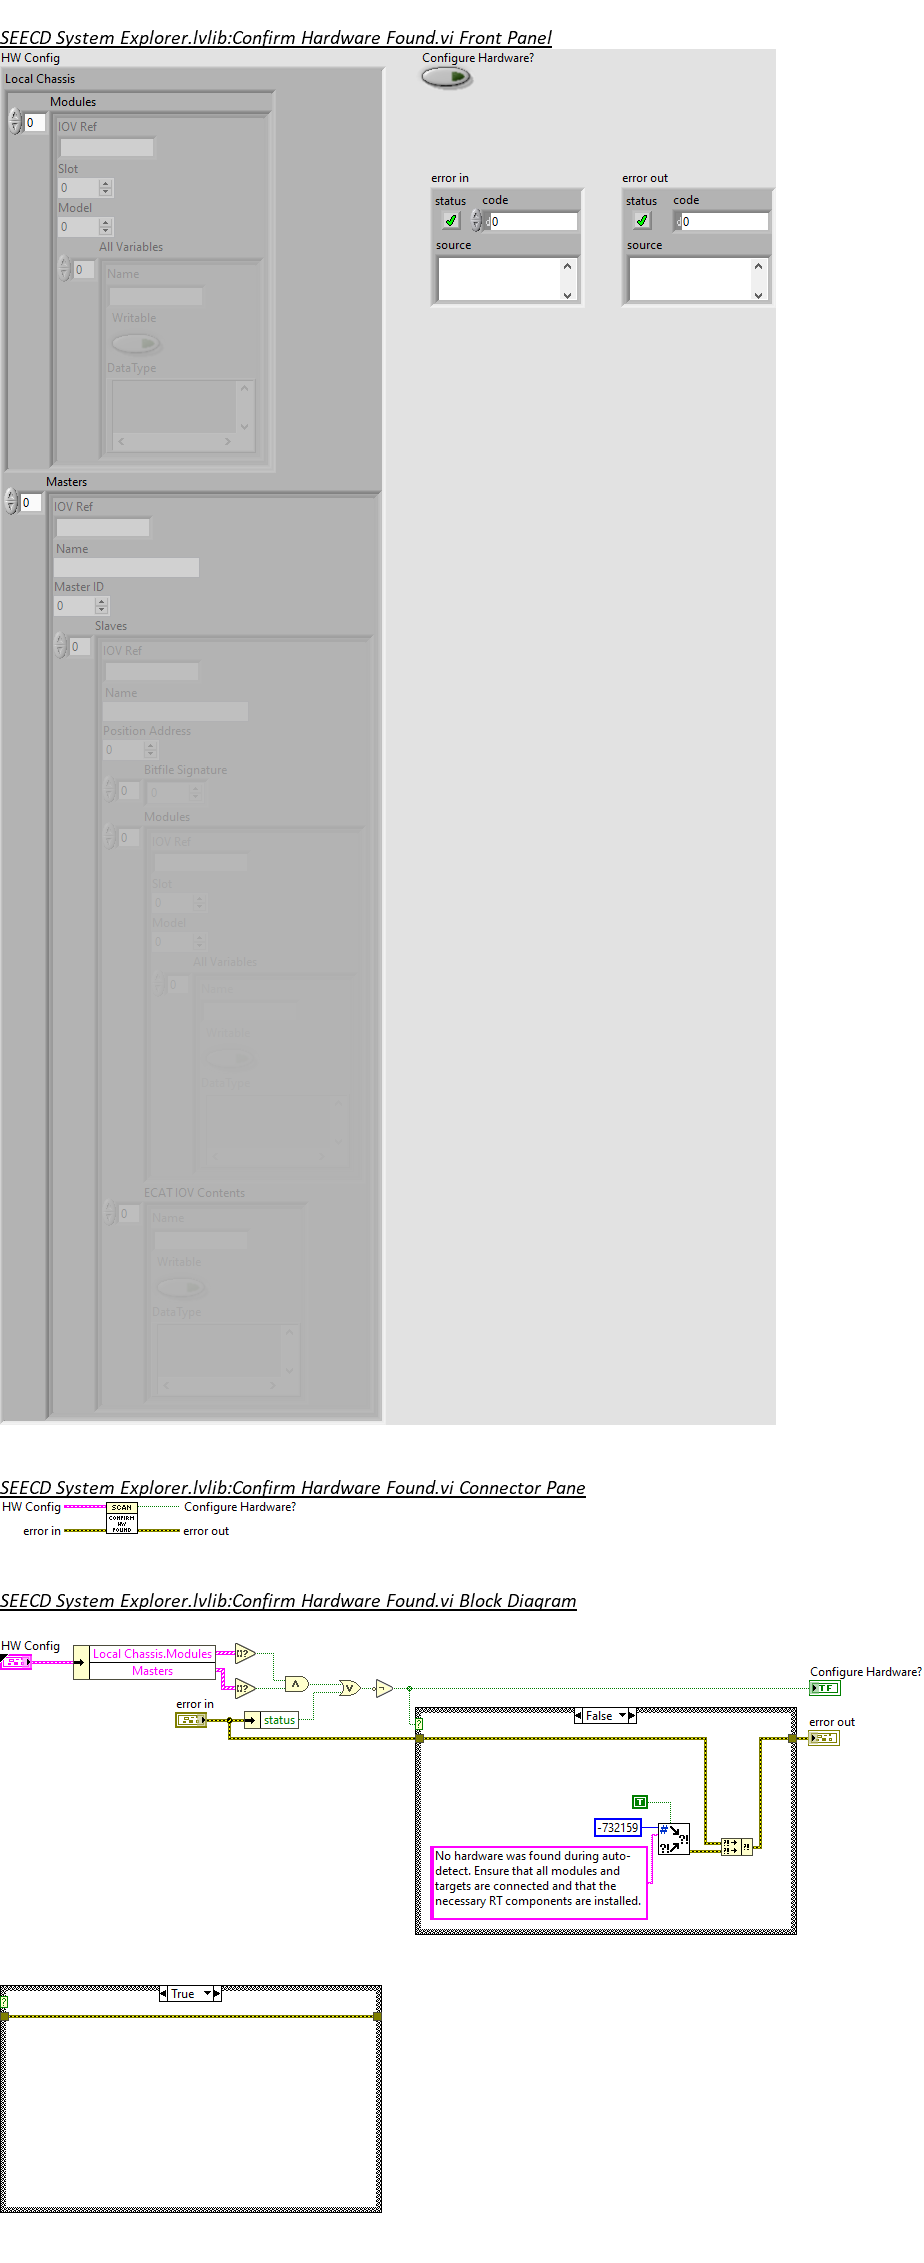 SEECD System Explorer.lvlib:Confirm Hardware Found.vi Front Panel
HW Config
Configure Hardware?
Local Chassis
Modules
0
IOV Ref
Slot
0
Model
0
All Variables
0
Name
Writable
DataType
error in
status
code
0
source
error out
status
code
0
source
Masters
0
IOV Ref
Name
Master ID
0
Slaves
0
IOV Ref
Name
Position Address
0
Bitfile Signature
0
0
Modules
0
IOV Ref
Slot
0
Model
0
All Variables
0
Name
Writable
DataType
ECAT IOV Contents
0
Name
Writable
DataType
SEECD System Explorer.lvlib:Confirm Hardware Found.vi Connector Pane
HW Config
SCAN
Configure Hardware?
CONFIRM
HW
FOUND
error in
error out
SEECD System Explorer.lvlib:Confirm Hardware Found.vi Block Diagram
HW Config
Local Chassis.Modules
Masters
error in
status
Configure Hardware?
TF
False
error out
T
-732159
No hardware was found during auto-
detect. Ensure that all modules and
targets are connected and that the
necessary RT components are installed.
True